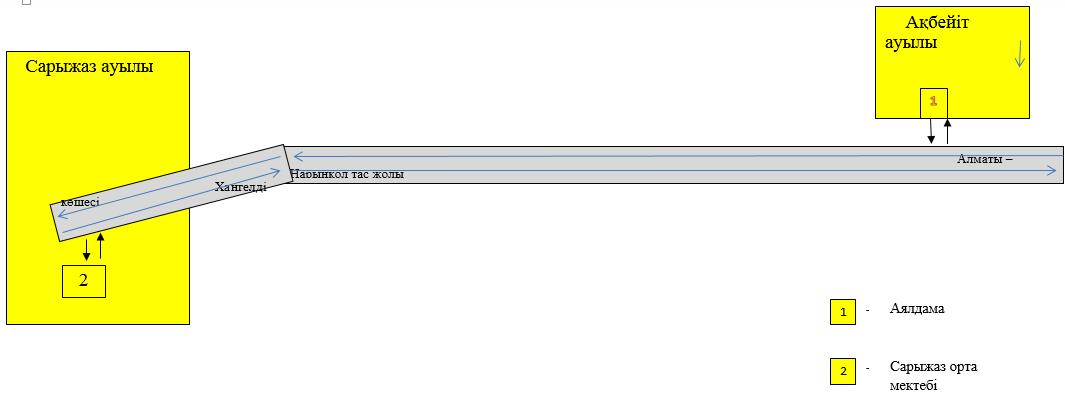 Ақбейіт
ауылы
Сарыжаз ауылы
1
Алматы –
Нарынкол тас жолы
Хангелді
көшесі
2
1 - Аялдама
2 - Сарыжаз орта
мектебі